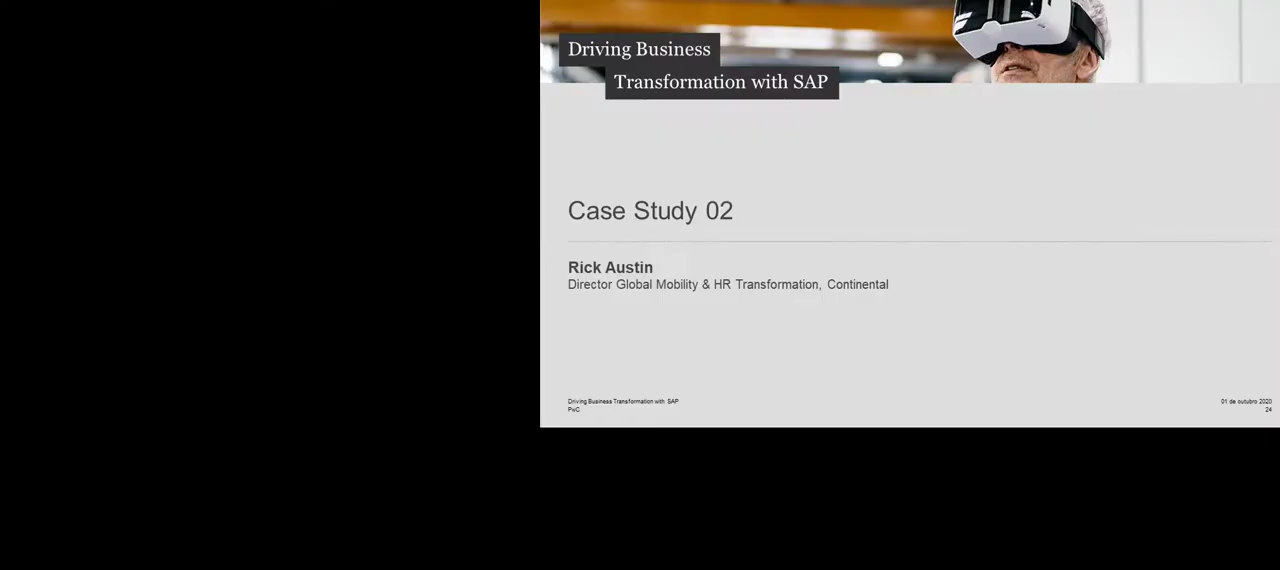 Driving Business
Transformation with SAP
Case Study 02
Rick Austin
Director Global Mobility & HR Transformation, Continental
Driving Business Transformation with SAP
PwC
01 de outubro 2020
24